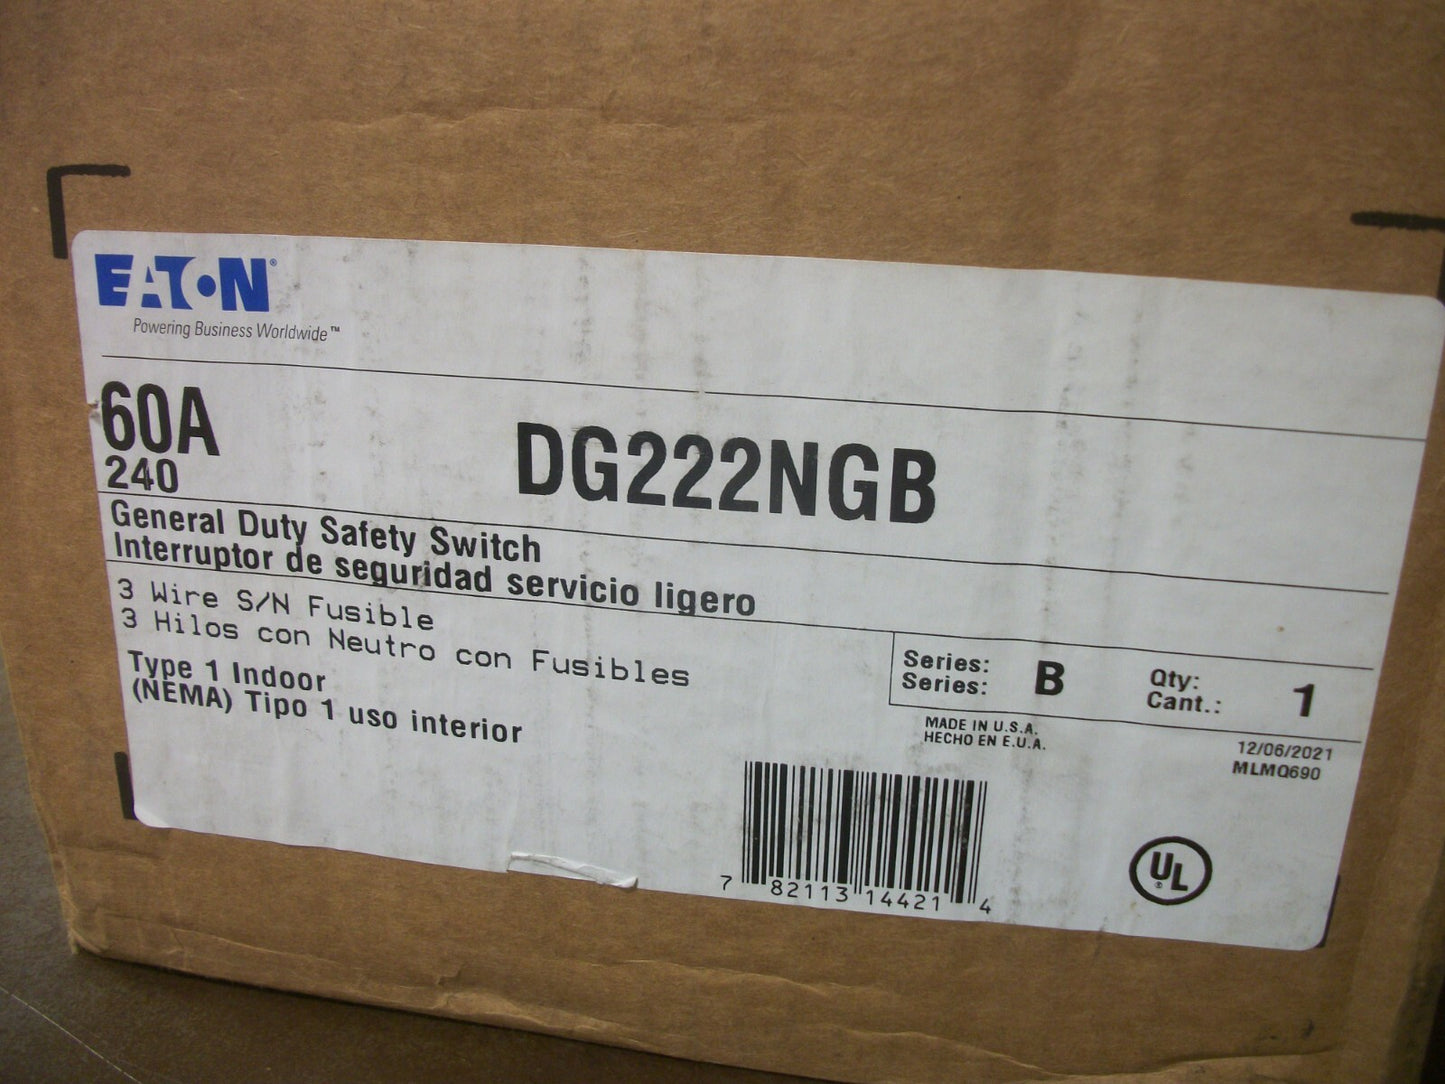 EATON®
Powering Business Worldwide™
60A
240
DG222NGB
General Duty Safety Switch
Interruptor de seguridad servicio ligero
3 Wire S/N Fusible
3 Hilos con Neutro con Fusibles
Type 1 Indoor
(NEMA) Tipo 1 uso interior
Series: B Qty: 1
Series: Cant.:
MADE IN U.S.A.
HECHO EN E.U.A.
12/06/2021
MLMQ690
7 82113 14421 4
UL®